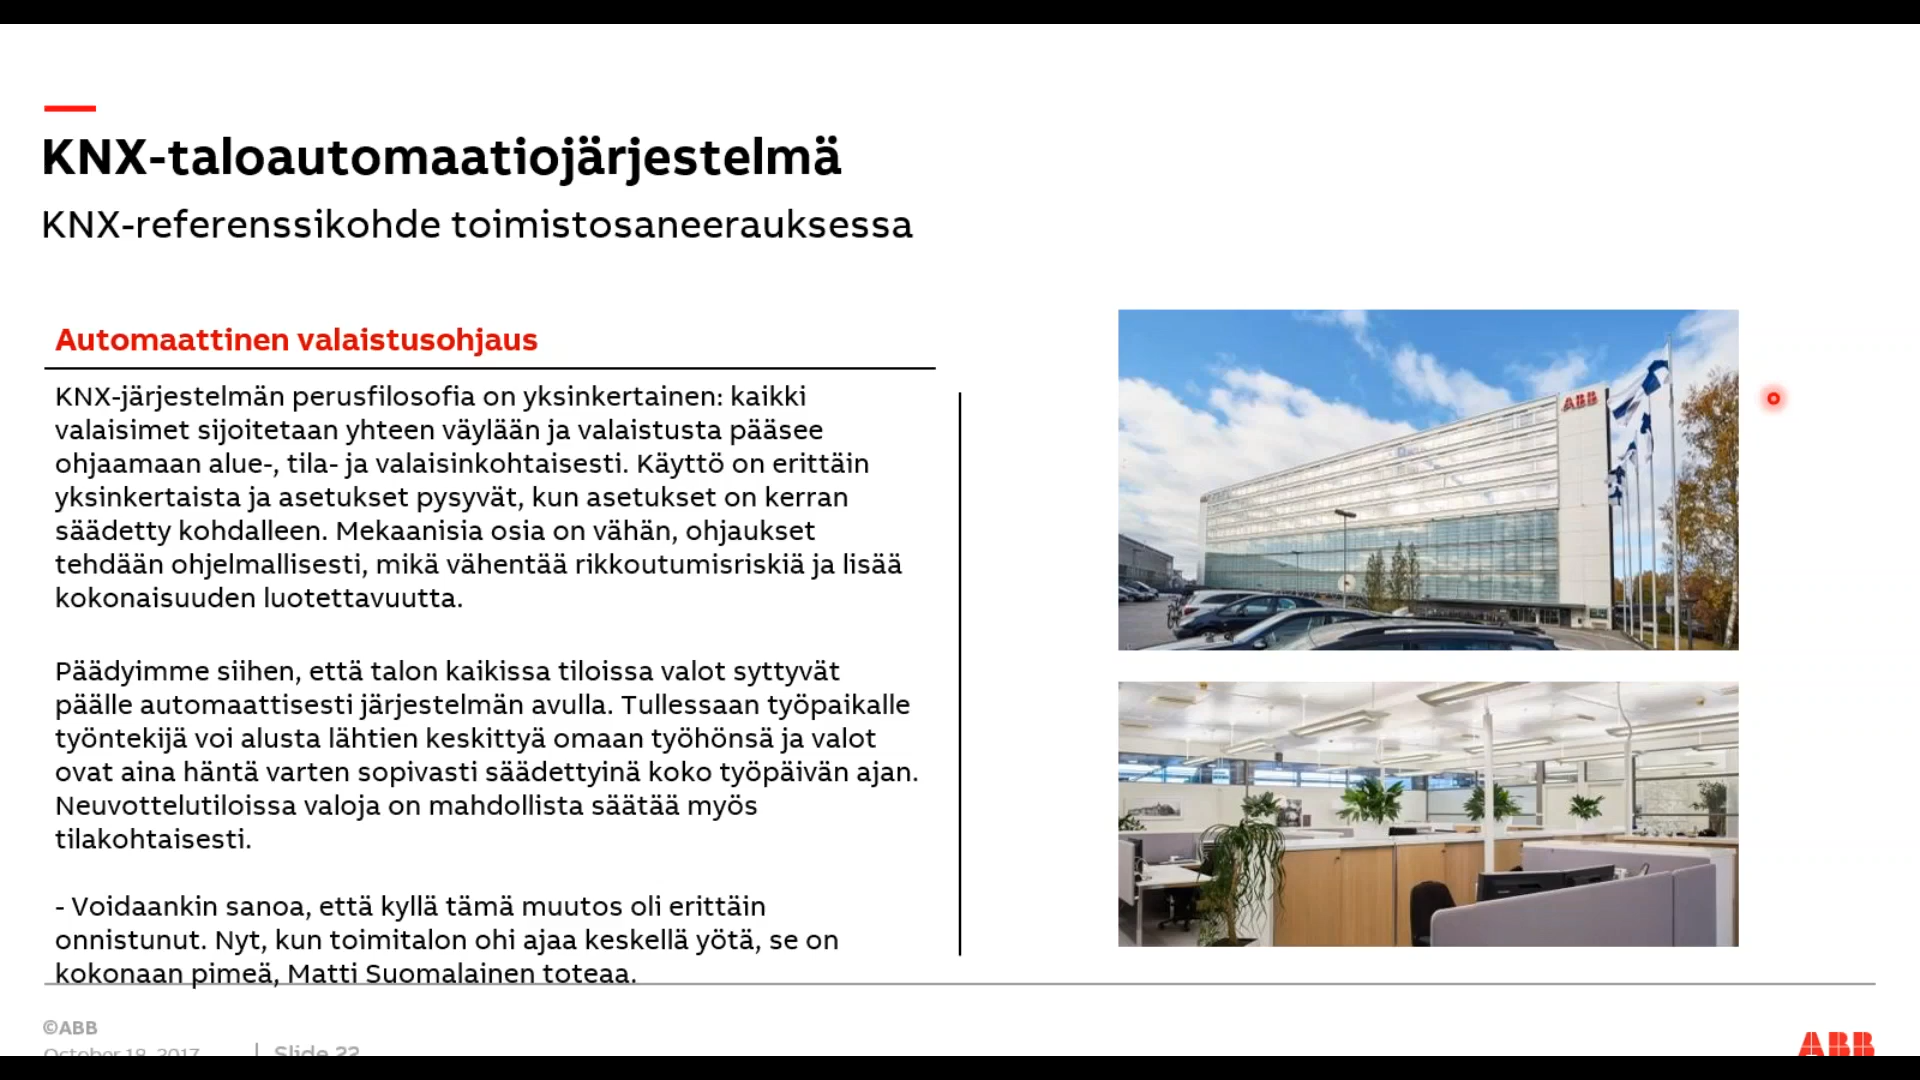 KNX-taloautomaatiojärjestelmä
KNX-referenssikohde toimistosaneerauksessa
Automaattinen valaistusohjaus
KNX-järjestelmän perusfilosofia on yksinkertainen: kaikki
valaisimet sijoitetaan yhteen väylään ja valaistusta pääsee
ohjaamaan alue-, tila- ja valaisinkohtaisesti. Käyttö on erittäin
yksinkertaista ja asetukset pysyvät, kun asetukset on kerran
säädetty kohdalleen. Mekaanisia osia on vähän, ohjaukset
tehdään ohjelmallisesti, mikä vähentää rikkoutumisriskiä ja lisää
kokonaisuuden luotettavuutta.
Päädyimme siihen, että talon kaikissa tiloissa valot syttyvät
päälle automaattisesti järjestelmän avulla. Tullessaan työpaikalle
työntekijä voi alusta lähtien keskittyä omaan työhönsä ja valot
ovat aina häntä varten sopivasti säädettyinä koko työpäivän ajan.
Neuvottelutiloissa valoja on mahdollista säätää myös
tilakohtaisesti.
- Voidaankin sanoa, että kyllä tämä muutos oli erittäin
onnistunut. Nyt, kun toimitalon ohi ajaa keskellä yötä, se on
kokonaan pimeä, Matti Suomalainen toteaa.
ABB
©ABB
October 18, 2017 | Slide 22
ABB